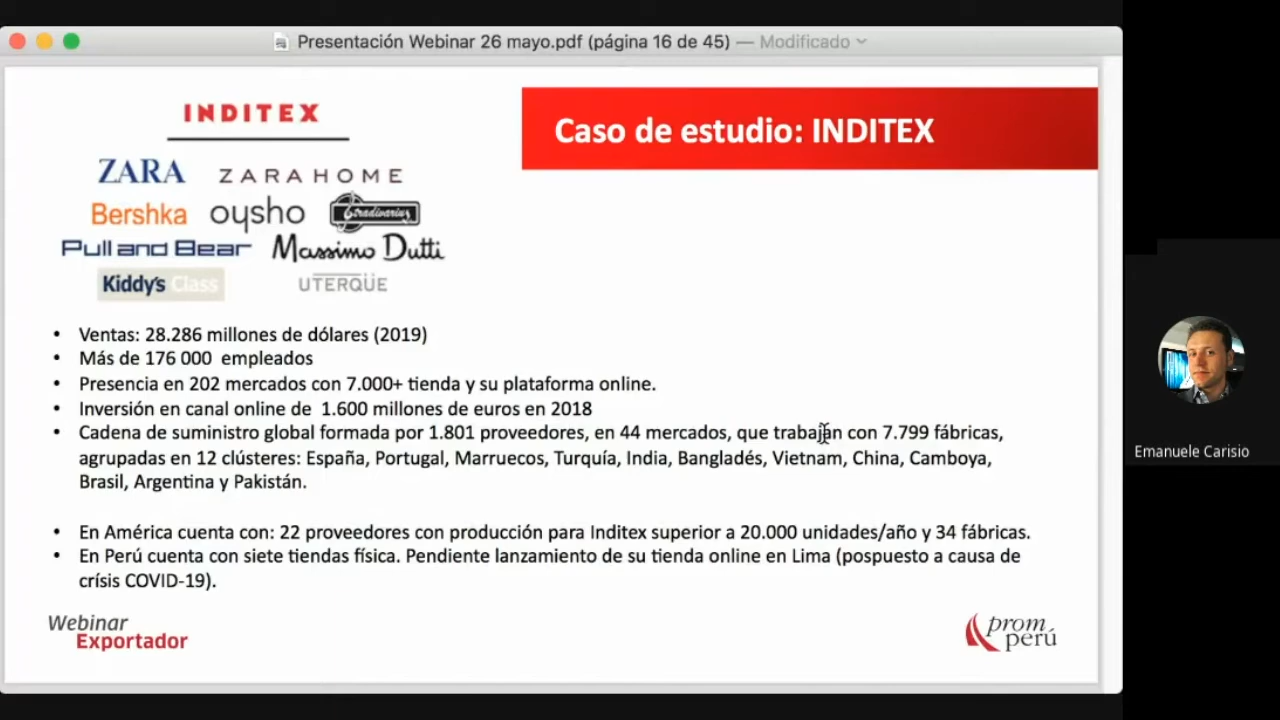 Presentación Webinar 26 mayo.pdf (página 16 de 45) — Modificado
INDITEX
Caso de estudio: INDITEX
ZARA ZARA HOME
Bershka oysho Stradivarius
Pull and Bear Massimo Dutti
Kiddy's Class UTERQÜE
• Ventas: 28.286 millones de dólares (2019)
• Más de 176 000 empleados
• Presencia en 202 mercados con 7.000+ tienda y su plataforma online.
• Inversión en canal online de 1.600 millones de euros en 2018
• Cadena de suministro global formada por 1.801 proveedores, en 44 mercados, que trabajan con 7.799 fábricas,
agrupadas en 12 clústeres: España, Portugal, Marruecos, Turquía, India, Bangladés, Vietnam, China, Camboya,
Brasil, Argentina y Pakistán.
• En América cuenta con: 22 proveedores con producción para Inditex superior a 20.000 unidades/año y 34 fábricas.
• En Perú cuenta con siete tiendas física. Pendiente lanzamiento de su tienda online en Lima (pospuesto a causa de
crísis COVID-19).
Webinar
Exportador
prom
perú
Emanuele Carisio